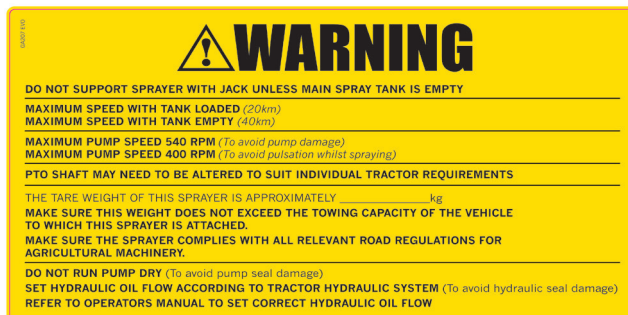 WARNING
DO NOT SUPPORT SPRAYER WITH JACK UNLESS MAIN SPRAY TANK IS EMPTY
MAXIMUM SPEED WITH TANK LOADED (20km)
MAXIMUM SPEED WITH TANK EMPTY (40km)
MAXIMUM PUMP SPEED 540 RPM (To avoid pump damage)
MAXIMUM PUMP SPEED 400 RPM (To avoid pulsation whilst spraying)
PTO SHAFT MAY NEED TO BE ALTERED TO SUIT INDIVIDUAL TRACTOR REQUIREMENTS
THE TARE WEIGHT OF THIS SPRAYER IS APPROXIMATELY ________________kg
MAKE SURE THIS WEIGHT DOES NOT EXCEED THE TOWING CAPACITY OF THE VEHICLE
TO WHICH THIS SPRAYER IS ATTACHED.
MAKE SURE THE SPRAYER COMPLIES WITH ALL RELEVANT ROAD REGULATIONS FOR
AGRICULTURAL MACHINERY.
DO NOT RUN PUMP DRY (To avoid pump seal damage)
SET HYDRAULIC OIL FLOW ACCORDING TO TRACTOR HYDRAULIC SYSTEM (To avoid hydraulic seal damage)
REFER TO OPERATORS MANUAL TO SET CORRECT HYDRAULIC OIL FLOW